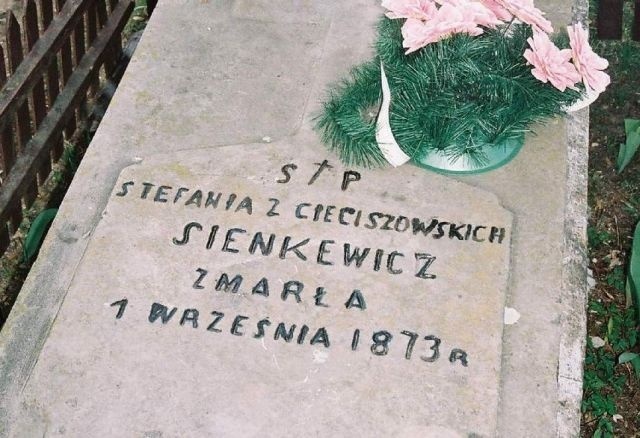 S † P
STEFANIA Z CIECISZOWSKICH
SIENKEWICZ
ZMARŁA
1 WRZEŚNIA 1873 R